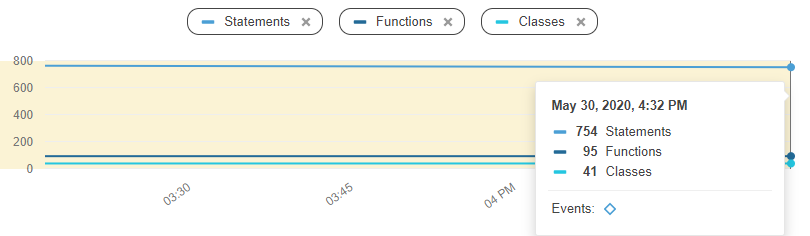 Statements × Functions × Classes ×
800
600
400
200
0
03:30 03:45 04 PM
May 30, 2020, 4:32 PM
754 Statements
95 Functions
41 Classes
Events: